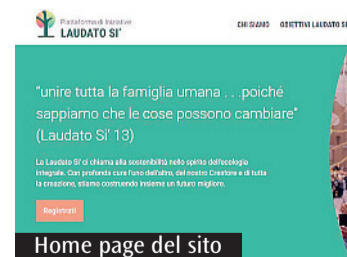 Piattaforma di Iniziative
LAUDATO SI'
CHI SIAMO OBIETTIVI LAUDATO SI
"unire tutta la famiglia umana . . .poiché
sappiamo che le cose possono cambiare"
(Laudato Si' 13)
La Laudato Si' ci chiama alla sostenibilità nello spirito dell'ecologia
integrale. Con profonda cura l'uno dell'altro, del nostro Creatore e di tutta
la creazione, stiamo costruendo insieme un futuro migliore.
Registrati
Home page del sito